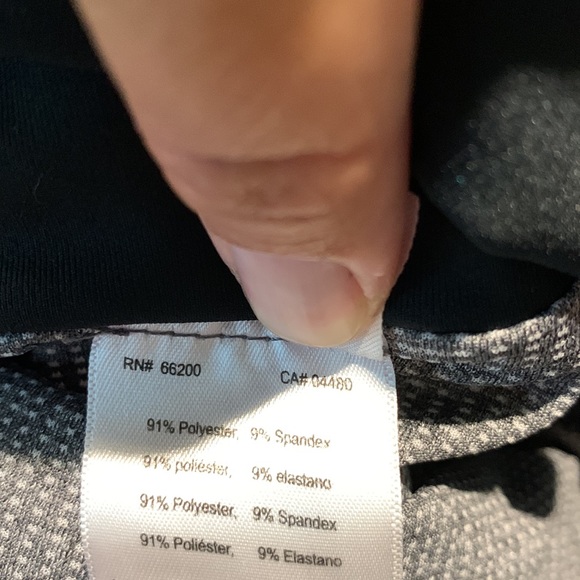 RN# 66200 CA# 04480
91% Polyester, 9% Spandex
91% poliéster, 9% elastano
91% Polyester, 9% Spandex
91% Poliéster, 9% Elastano